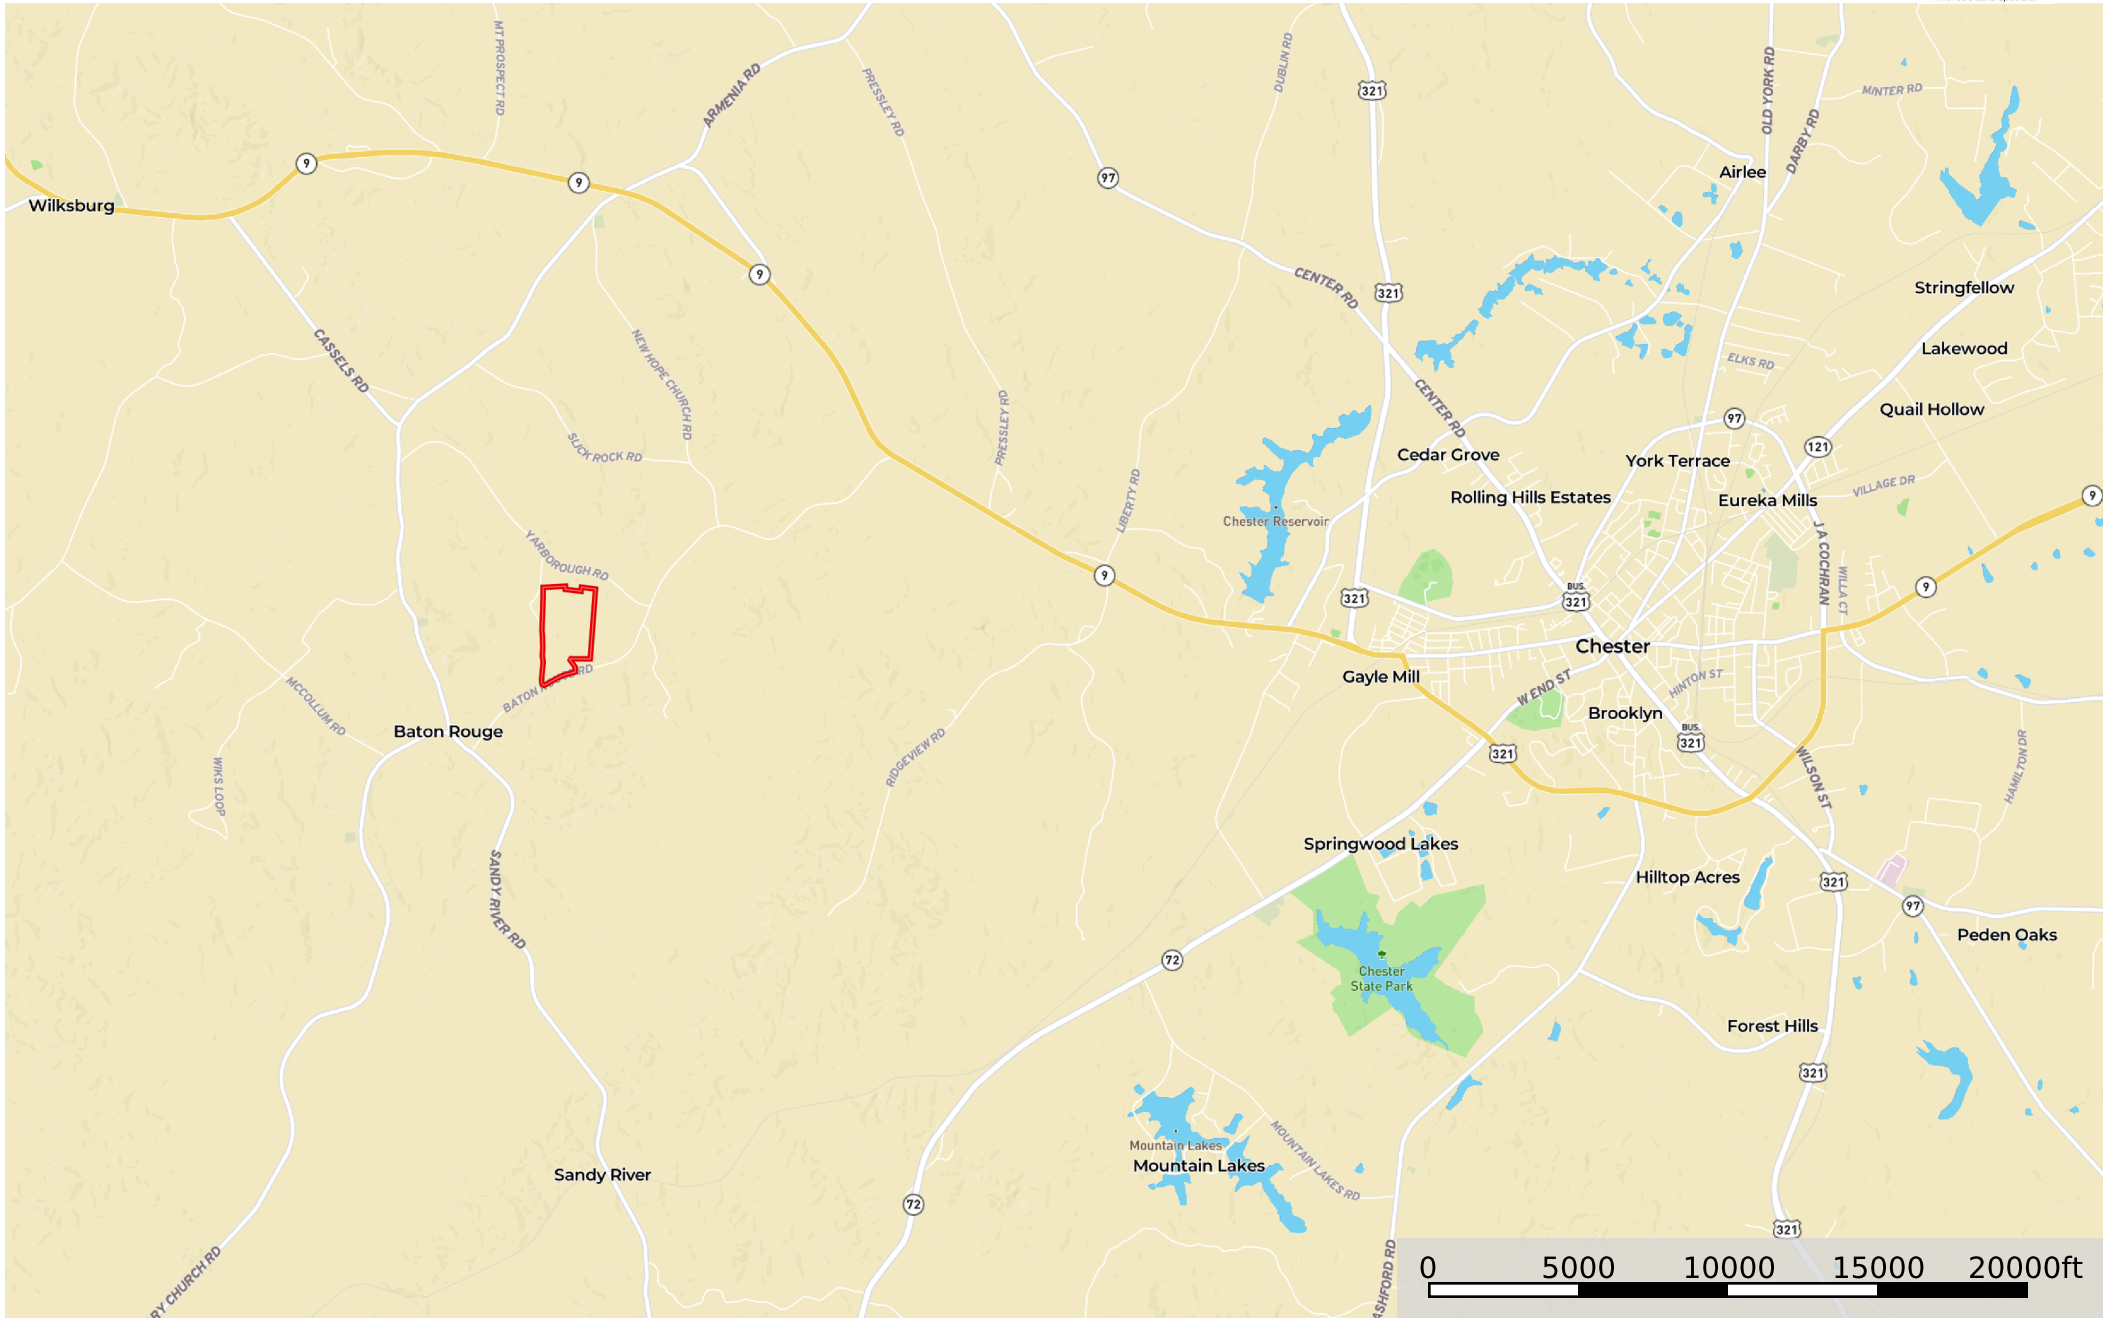 MT PROSPECT RD
ARMENIA RD
PRESSLEY RD
DUBLIN RD
321
OLD YORK RD
DARBY RD
MINTER RD
9
9
97
Airlee
Wilksburg
9
CENTER RD
321
Stringfellow
CASSELS RD
NEW HOPE CHURCH RD
ELKS RD
Lakewood
CENTER RD
PRESSLEY RD
97
Quail Hollow
SLICK ROCK RD
Cedar Grove
York Terrace
121
LIBERTY RD
Rolling Hills Estates
Eureka Mills
VILLAGE DR
9
Chester Reservoir
YARBOROUGH RD
J A COCHRAN
WILLA CT
9
321
BUS.
321
9
Chester
BATON RD
Gayle Mill
W END ST
HINTON ST
MCCOLLUM RD
Brooklyn
Baton Rouge
BUS.
321
321
RIDGEVIEW RD
WIKS LOOP
WILSON ST
HAMILTON DR
Springwood Lakes
Hilltop Acres
321
97
SANDY RIVER RD
Peden Oaks
72
Chester
State Park
Forest Hills
321
Mountain Lakes
Mountain Lakes
MOUNTAIN LAKES RD
Sandy River
72
321
RY CHURCH RD
ASHFORD RD
0 5000 10000 15000 20000ft